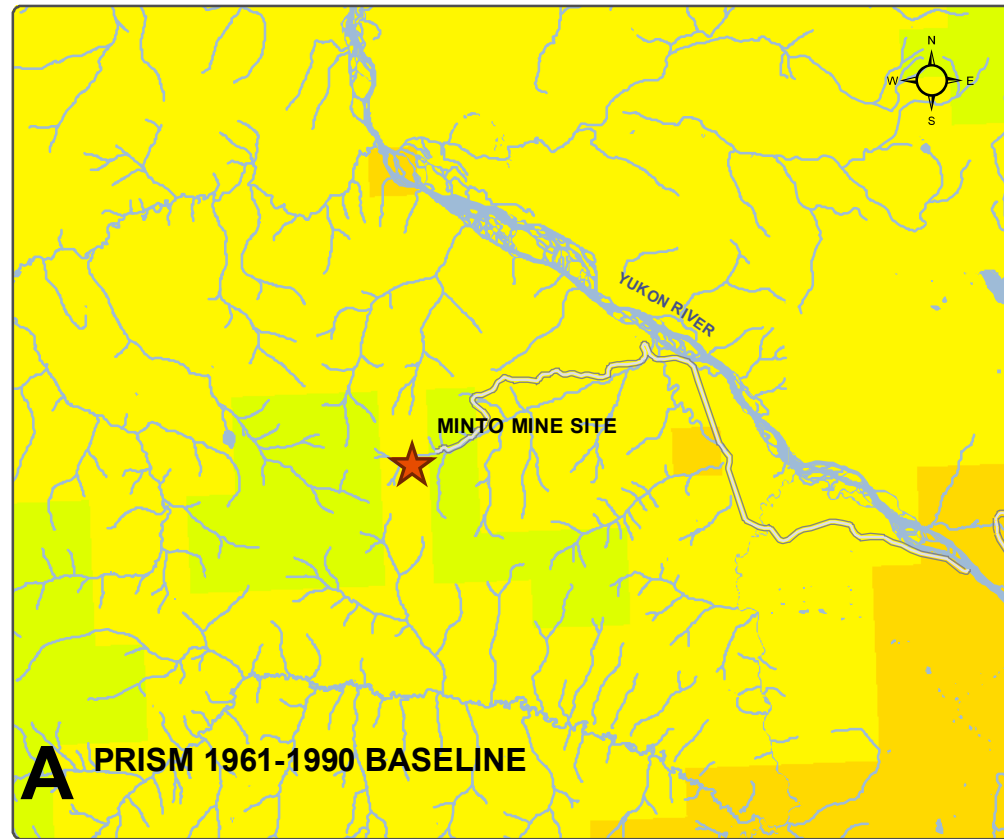 N
W E
S
YUKON RIVER
MINTO MINE SITE
A PRISM 1961-1990 BASELINE